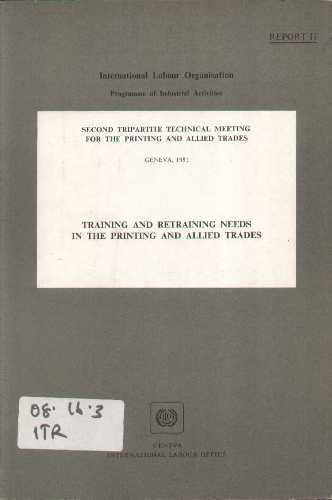 REPORT II
International Labour Organisation
Programme of Industrial Activities
SECOND TRIPARTITE TECHNICAL MEETING
FOR THE PRINTING AND ALLIED TRADES
GENEVA, 1981
TRAINING AND RETRAINING NEEDS
IN THE PRINTING AND ALLIED TRADES
08.16.3
ITR
GENEVA
INTERNATIONAL LABOUR OFFICE